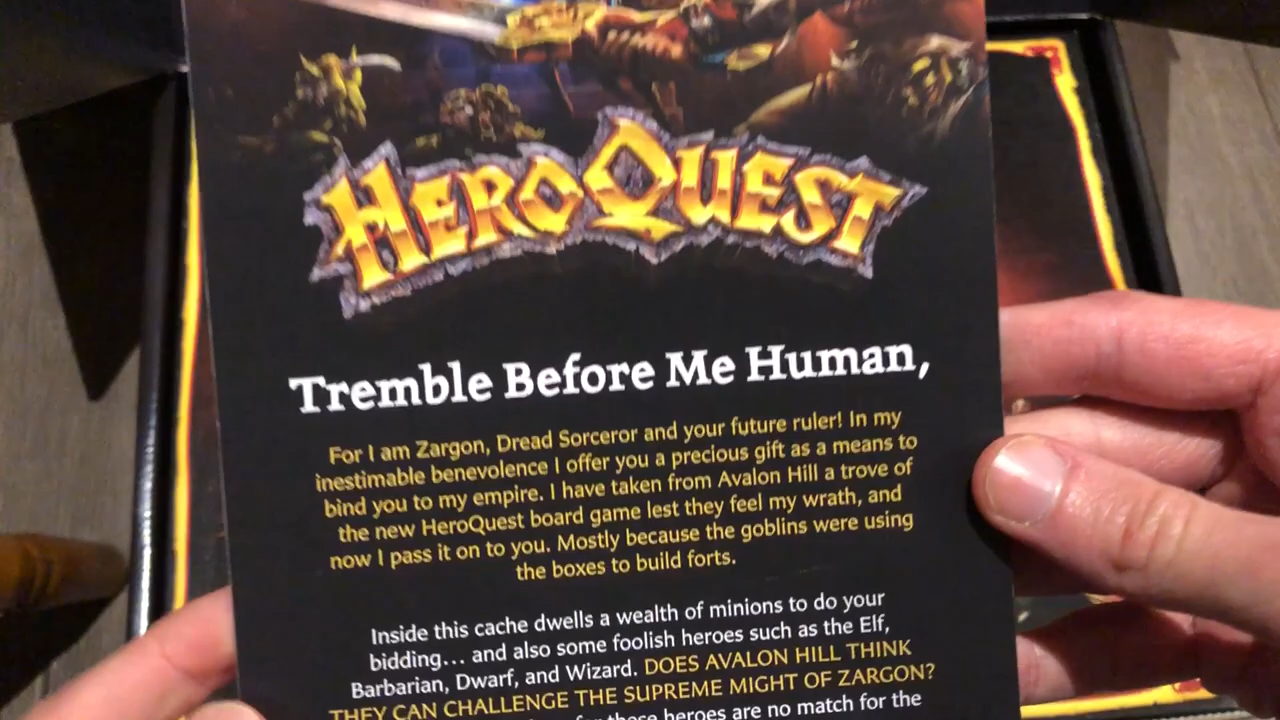 HEROQUEST
Tremble Before Me Human,
For I am Zargon, Dread Sorceror and your future ruler! In my
inestimable benevolence I offer you a precious gift as a means to
bind you to my empire. I have taken from Avalon Hill a trove of
the new HeroQuest board game lest they feel my wrath, and
now I pass it on to you. Mostly because the goblins were using
the boxes to build forts.
Inside this cache dwells a wealth of minions to do your
bidding... and also some foolish heroes such as the Elf,
Barbarian, Dwarf, and Wizard. DOES AVALON HILL THINK
THEY CAN CHALLENGE THE SUPREME MIGHT OF ZARGON?
these heroes are no match for the